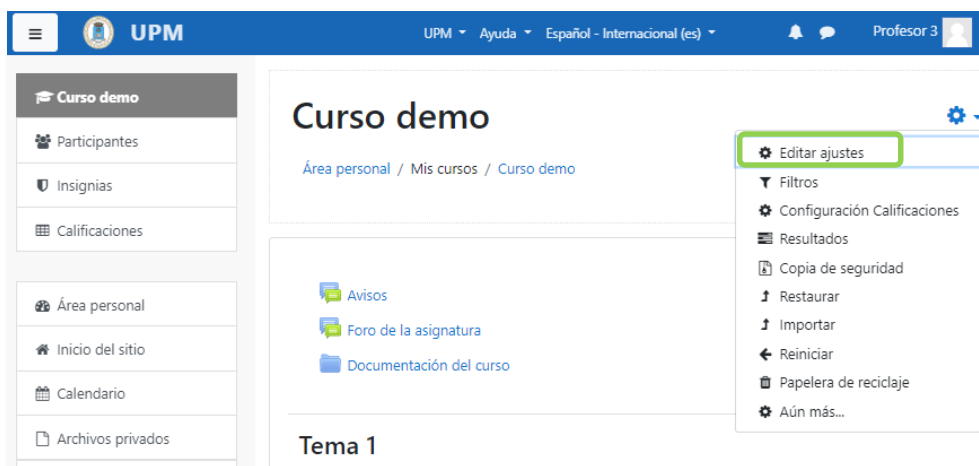 UPM
UPM Ayuda Español - Internacional (es)
Profesor 3
Curso demo
Participantes
Insignias
Calificaciones
Área personal
Inicio del sitio
Calendario
Archivos privados
Curso demo
Área personal / Mis cursos / Curso demo
Avisos
Foro de la asignatura
Documentación del curso
Tema 1
Editar ajustes
Filtros
Configuración Calificaciones
Resultados
Copia de seguridad
Restaurar
Importar
Reiniciar
Papelera de reciclaje
Aún más...